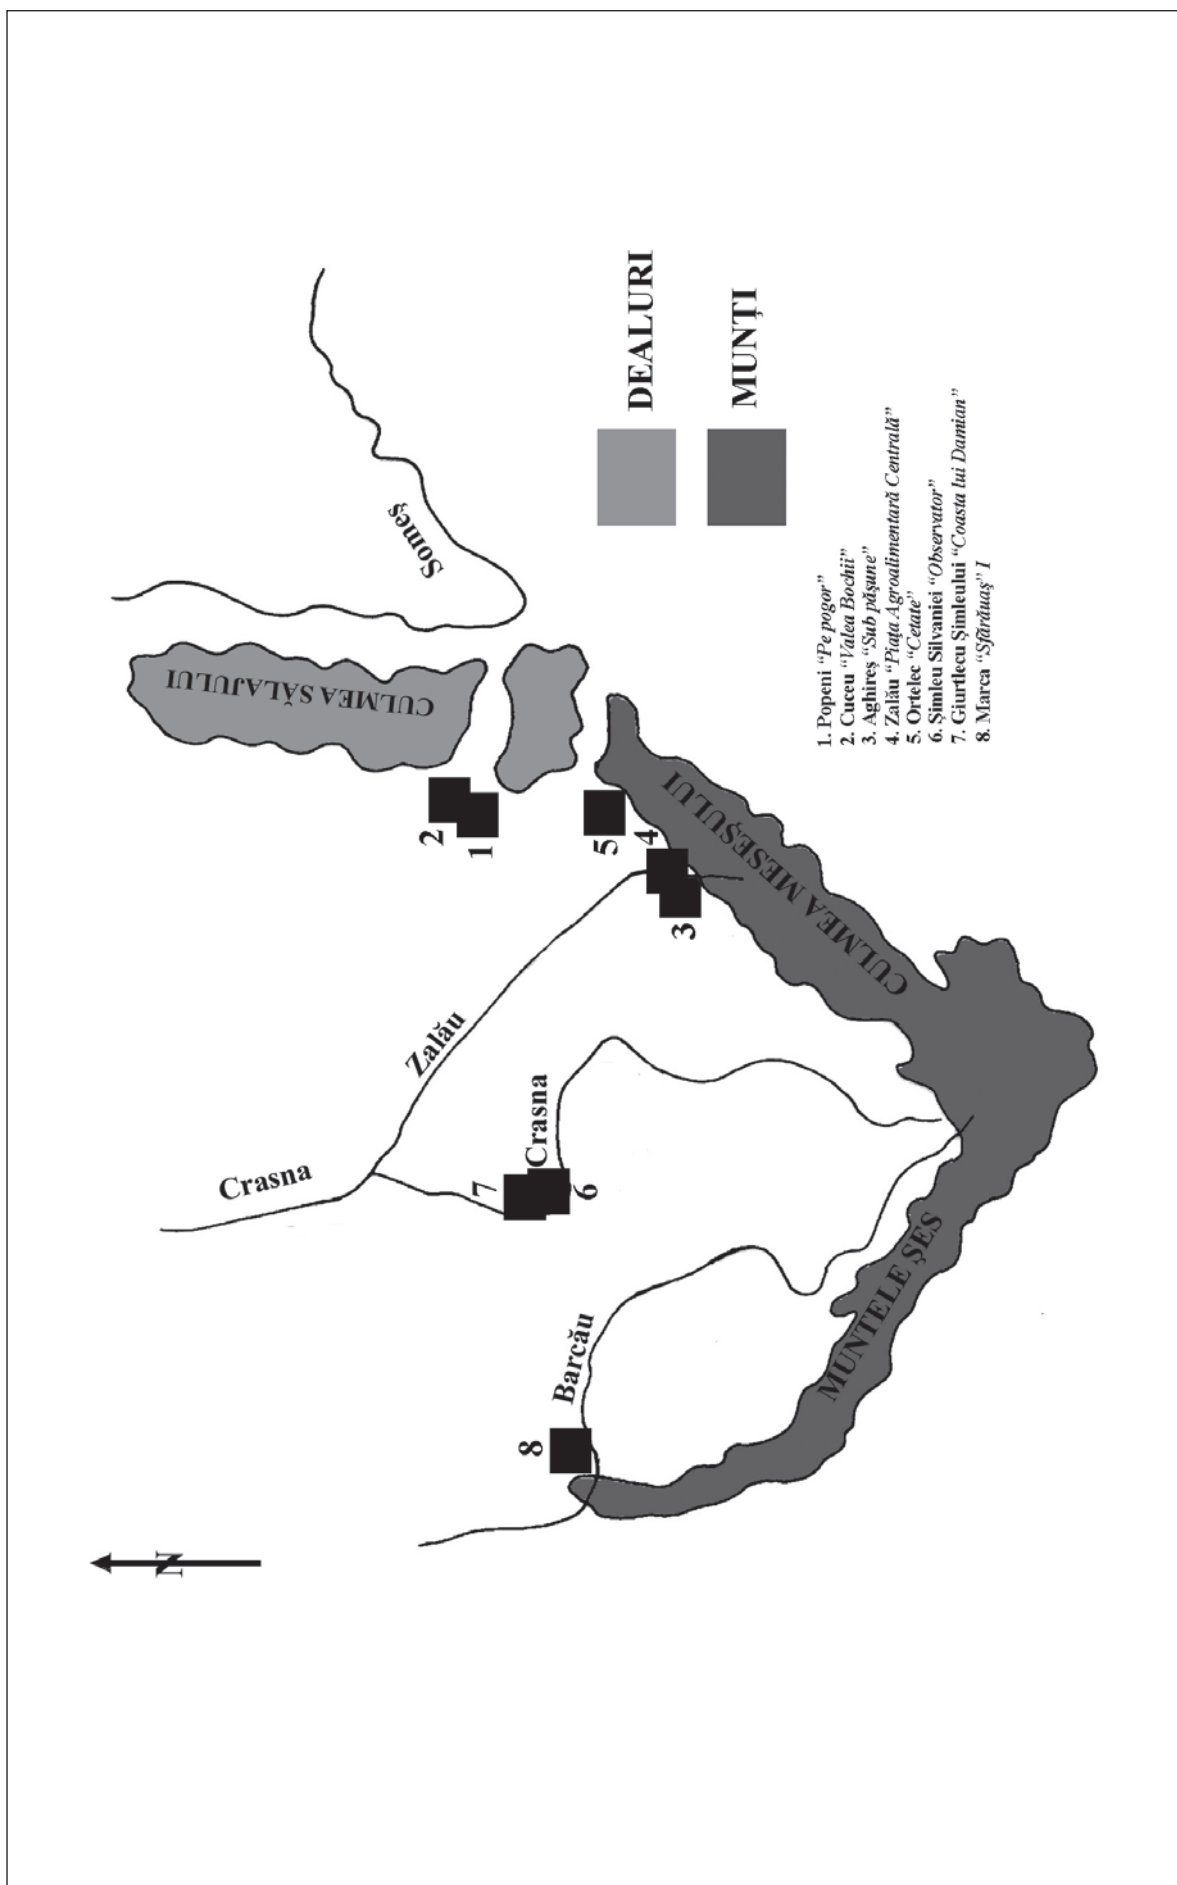 N
Someș
CULMEA SĂLAJULUI
2
1
5
4
3
Zalău
Crasna
Crasna
7
6
Barcău
8
CULMEA MESEȘULUI
MUNTELE ȘES
DEALURI
MUNȚI
1. Popeni “Pe pogor”
2. Cuceu “Valea Bochii”
3. Aghireș “Sub pășune”
4. Zalău “Piața Agroalimentară Centrală”
5. Ortelec “Cetate”
6. Șimleu Silvaniei “Observator”
7. Giurtlecu Șimleului “Coasta lui Damian”
8. Marca “Sfărăuaș” I